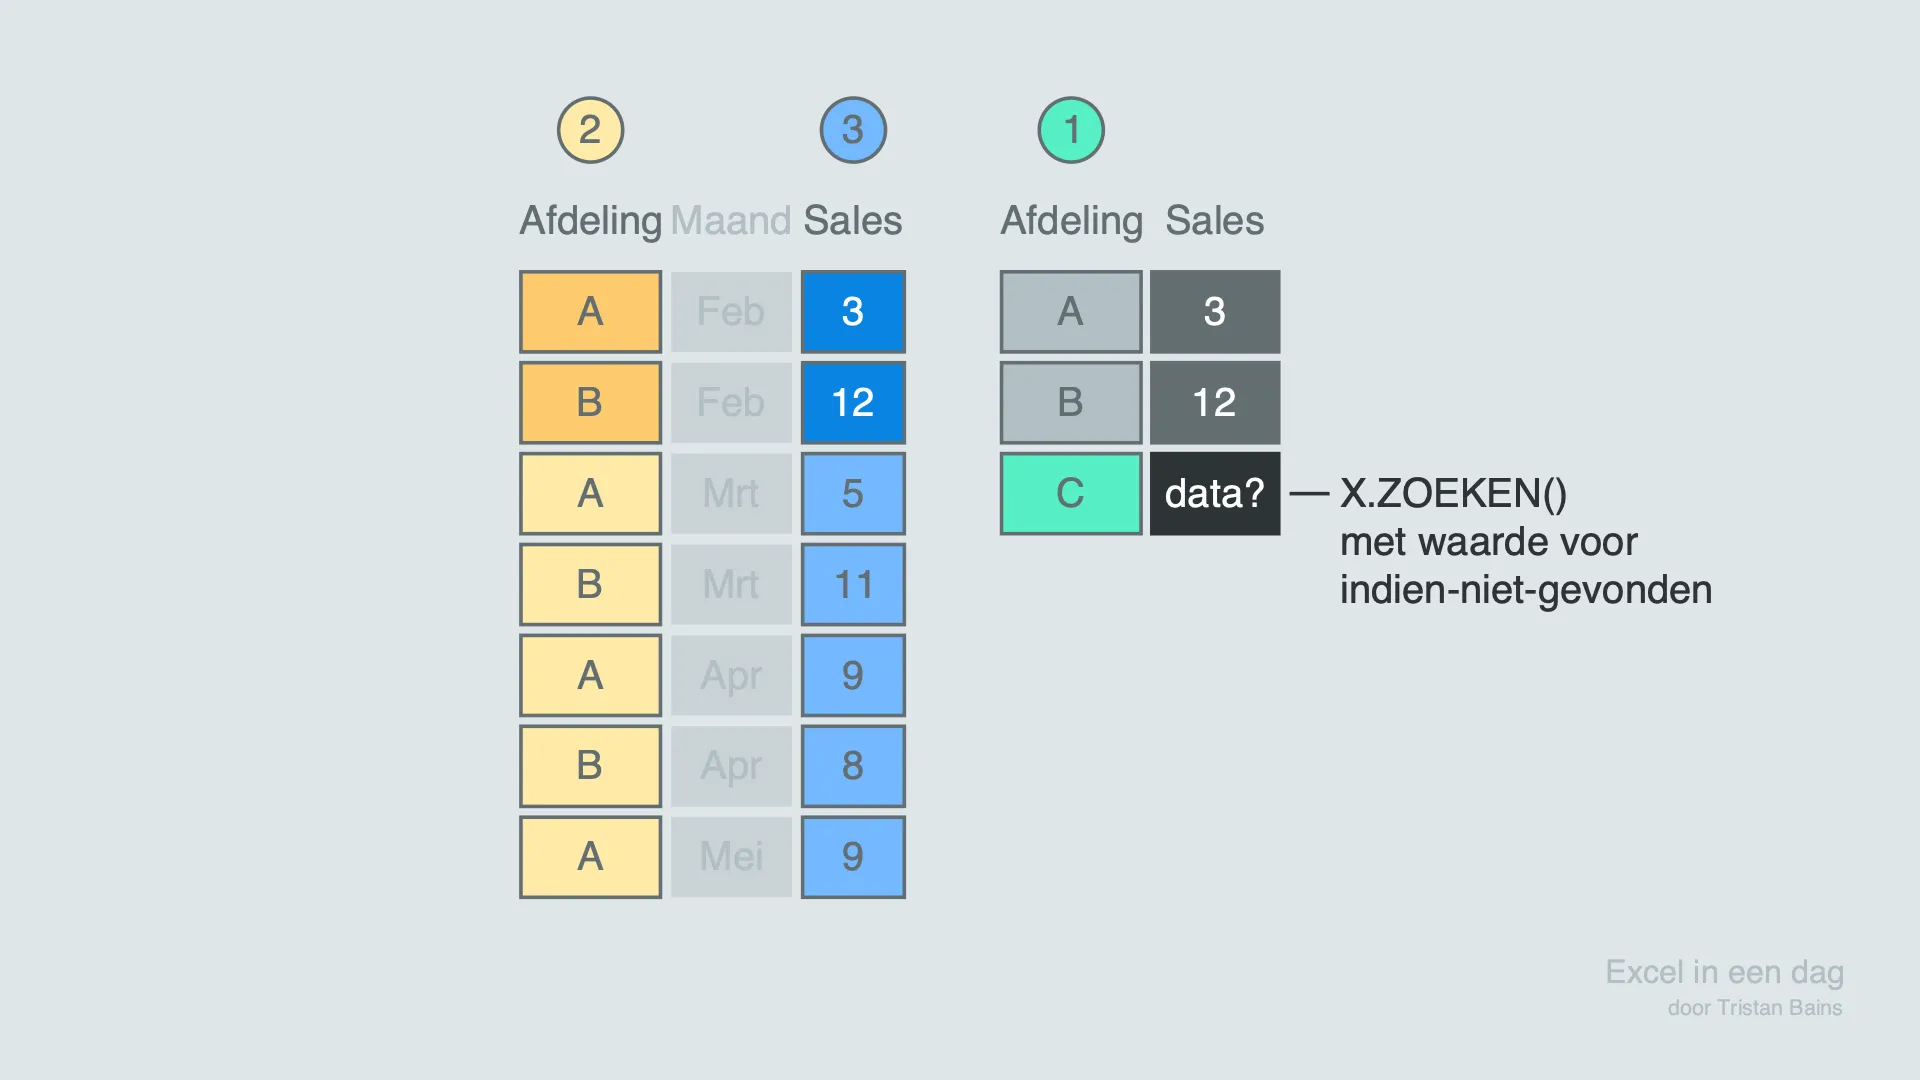 2 3 1
Afdeling Maand Sales Afdeling Sales
A Feb 3 A 3
B Feb 12 B 12
A Mrt 5 C data? X.ZOEKEN()
met waarde voor
B Mrt 11 indien-niet-gevonden
A Apr 9
B Apr 8
A Mei 9
Excel in een dag
door Tristan Bains